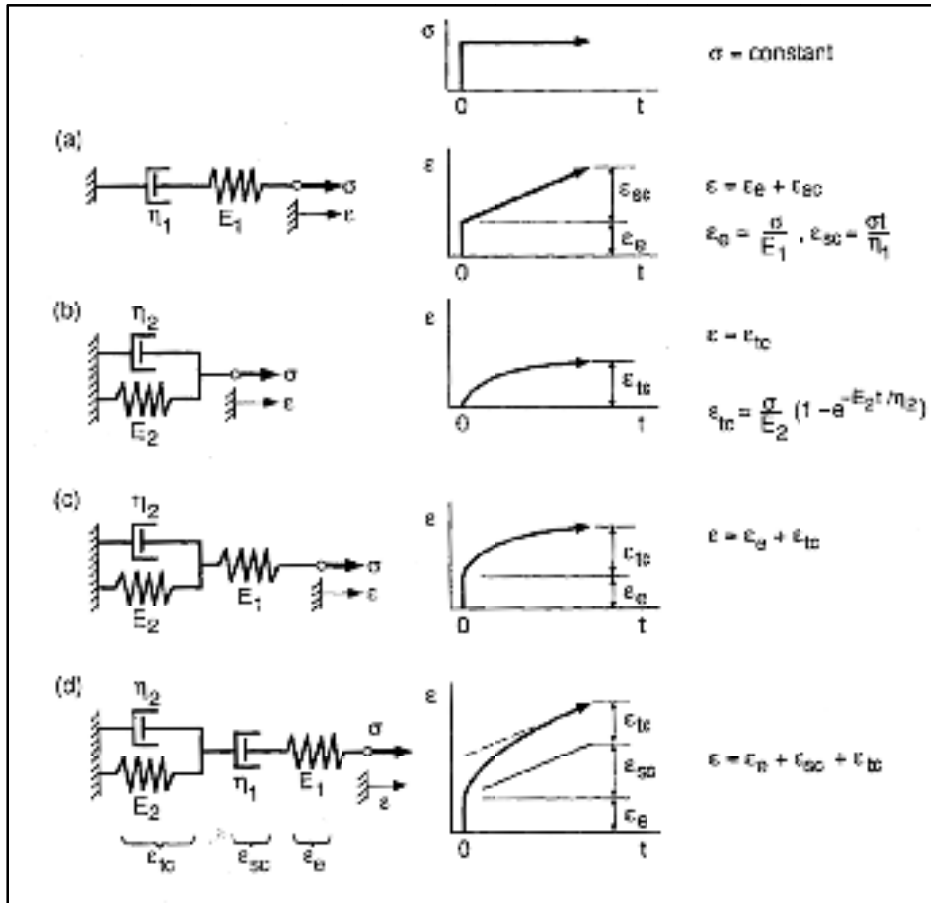 σ
0 t
σ = constant
(a)
η1 E1 σ
ε
ε
εsc
εe
0 t
ε = εe + εsc
εe = σ/E1 , εsc = σt/η1
(b)
η2
σ
ε
E2
ε
εtc
0 t
ε = εtc
εtc = σ/E2 (1 - e^-E2t/η2)
(c)
η2
σ
ε
E2 E1
ε
εtc
εe
0 t
ε = εe + εtc
(d)
η2
σ
ε
E2 η1 E1
εtc εsc εe
ε
εtc
εsc
εe
0 t
ε = εe + εsc + εtc